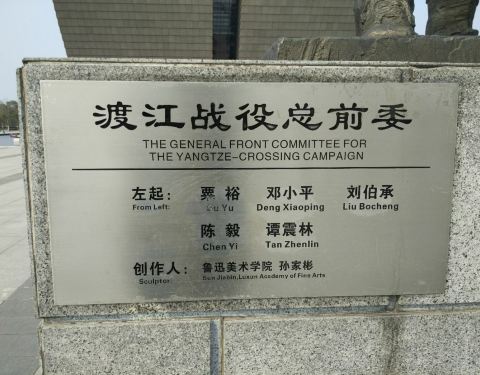 渡江战役总前委
THE GENERAL FRONT COMMITTEE FOR
THE YANGTZE-CROSSING CAMPAIGN
左起： 粟 裕 邓小平 刘伯承
From Left: Su Yu Deng Xiaoping Liu Bocheng
陈 毅 谭震林
Chen Yi Tan Zhenlin
创作人： 鲁迅美术学院 孙家彬
Sculptor: Sun Jiabin, Luxun Academy of Fine Arts